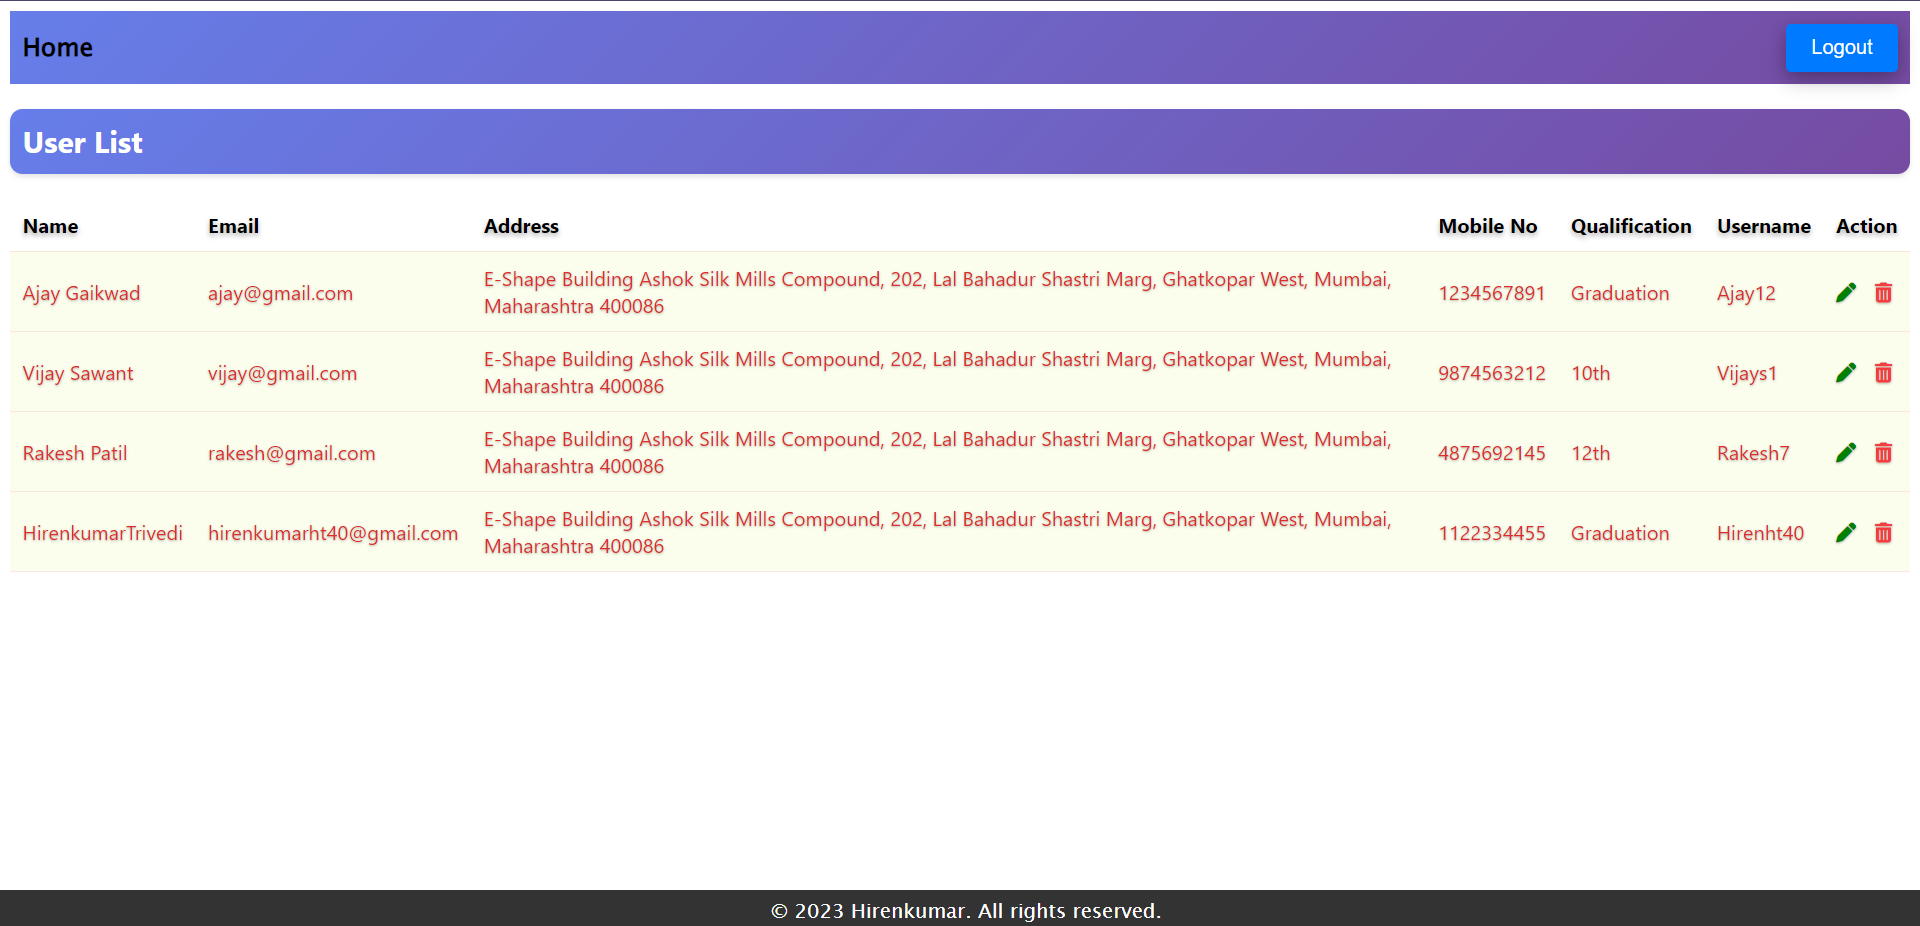 Home
Logout
User List
Name Email Address Mobile No Qualification Username Action
Ajay Gaikwad ajay@gmail.com E-Shape Building Ashok Silk Mills Compound, 202, Lal Bahadur Shastri Marg, Ghatkopar West, Mumbai,
Maharashtra 400086 1234567891 Graduation Ajay12
Vijay Sawant vijay@gmail.com E-Shape Building Ashok Silk Mills Compound, 202, Lal Bahadur Shastri Marg, Ghatkopar West, Mumbai,
Maharashtra 400086 9874563212 10th Vijays1
Rakesh Patil rakesh@gmail.com E-Shape Building Ashok Silk Mills Compound, 202, Lal Bahadur Shastri Marg, Ghatkopar West, Mumbai,
Maharashtra 400086 4875692145 12th Rakesh7
HirenkumarTrivedi hirenkumarht40@gmail.com E-Shape Building Ashok Silk Mills Compound, 202, Lal Bahadur Shastri Marg, Ghatkopar West, Mumbai,
Maharashtra 400086 1122334455 Graduation Hirenht40
© 2023 Hirenkumar. All rights reserved.